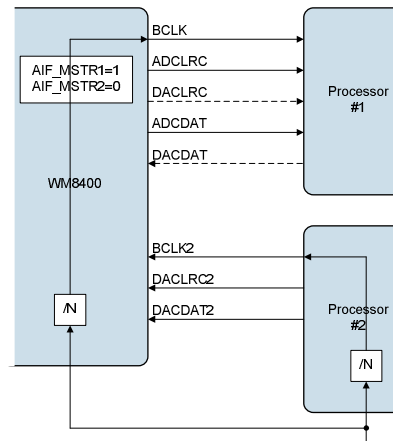 BCLK
AIF_MSTR1=1
AIF_MSTR2=0
ADCLRC
DACLRC
Processor
#1
ADCDAT
DACDAT
WM8400
BCLK2
DACLRC2
/N
DACDAT2
Processor
#2
/N